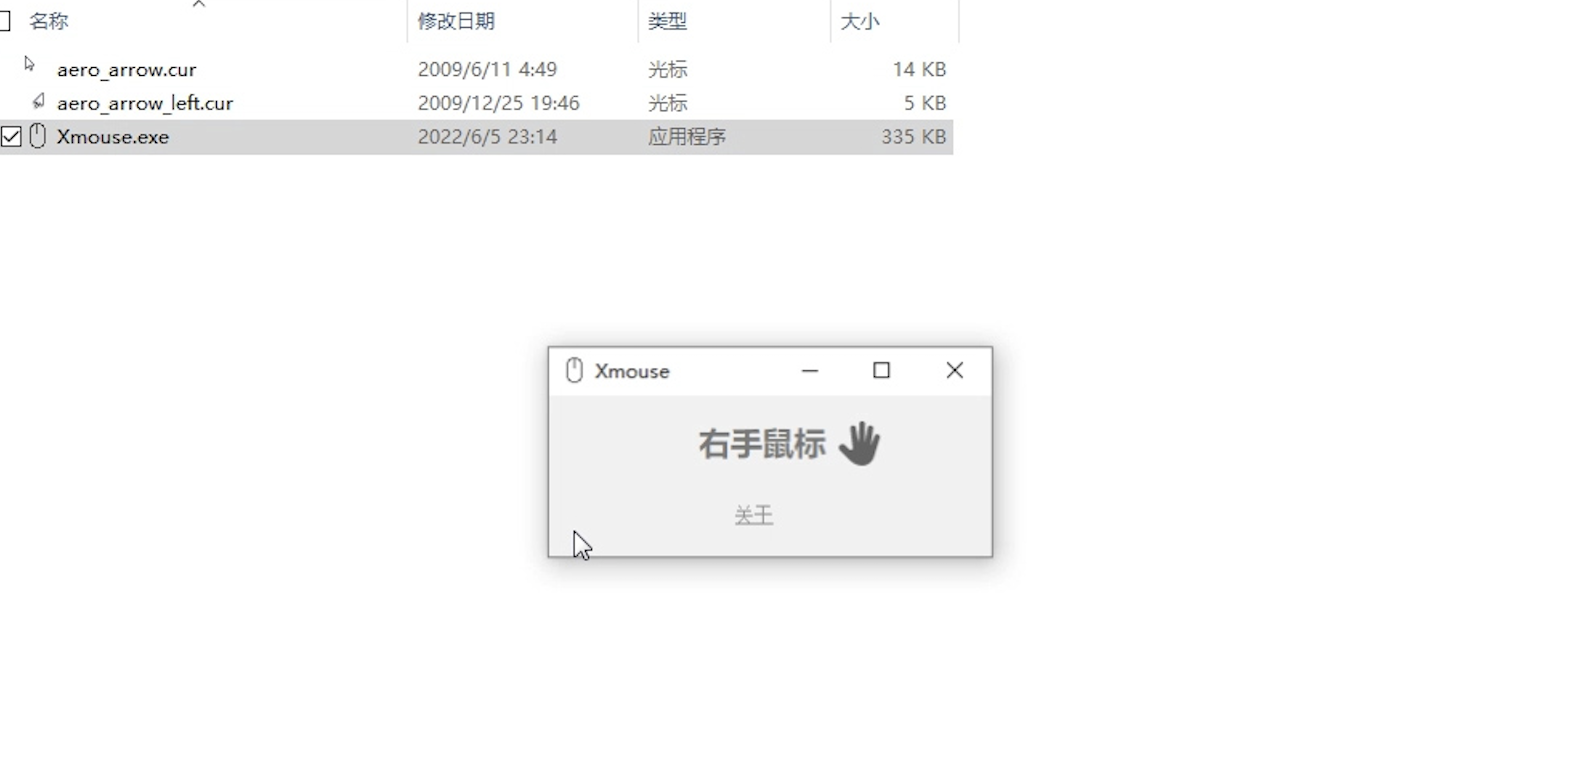 名称 修改日期 类型 大小
aero_arrow.cur 2009/6/11 4:49 光标 14 KB
aero_arrow_left.cur 2009/12/25 19:46 光标 5 KB
Xmouse.exe 2022/6/5 23:14 应用程序 335 KB
Xmouse
右手鼠标
关于